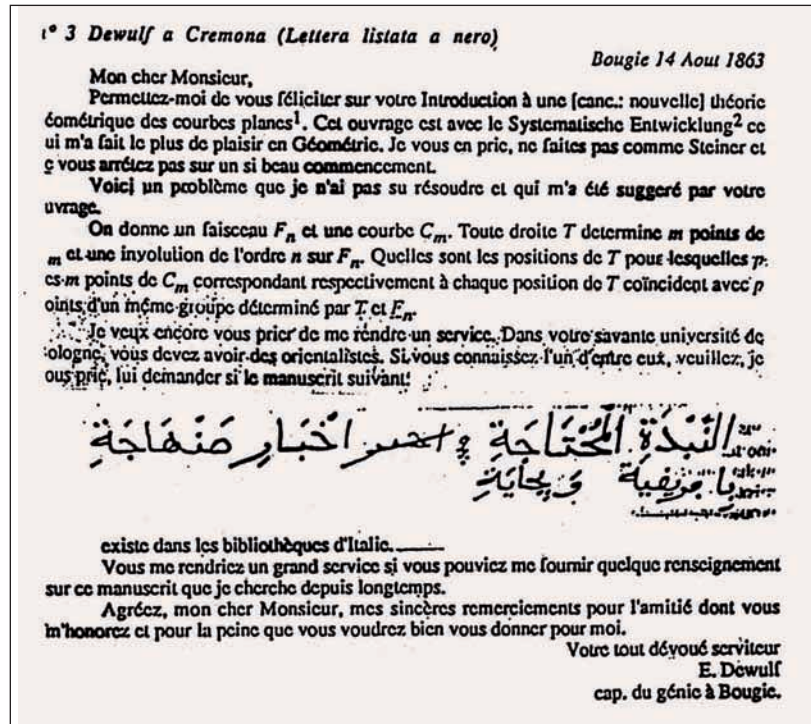 ı° 3 Dewulf a Cremona (Lettera listata a nero)
Bougie 14 Aout 1863
Mon cher Monsieur,
Permettez-moi de vous féliciter sur votre Introduction à une [canc.: nouvelle] théorie
éométrique des courbes planes¹. Cet ouvrage est avec le Systematische Entwicklung² ce
ui m'a fait le plus de plaisir en Géométrie. Je vous en prie, ne faites pas comme Steiner et
e vous arrêtez pas sur un si beau commencement.
Voici un problème que je n'ai pas su résoudre et qui m'a été suggeré par votre
uvrage.
On donne un faisceau Fₙ et une courbe Cₘ. Toute droite T determine m points de
ₘ et une involution de l'ordre n sur Fₙ. Quelles sont les positions de T pour lesquelles p
es m points de Cₘ correspondant respectivement à chaque position de T coïncident avec p
oints d'un même groupe déterminé par T et Fₙ.
Je veux encore vous prier de me rendre un service. Dans votre savante université de
ologne, vous devez avoir des orientalistes. Si vous connaissez l'un d'entre eux, veuillez, je
ous prie, lui demander si le manuscrit suivant:
النَّبْدَةِ الْمُحْتَاجَةِ في اخْبَارِ صَنْهَاجَةِ
بِافريفية وَبِجَايَةِ
existe dans les bibliothèques d'Italie.
Vous me rendriez un grand service si vous pouviez me fournir quelque renseignement
sur ce manuscrit que je cherche depuis longtemps.
Agréez, mon cher Monsieur, mes sincères remerciements pour l'amitié dont vous
m'honorez et pour la peine que vous voudrez bien vous donner pour moi.
Votre tout dévoué serviteur
E. Dewulf
cap. du génie à Bougie.